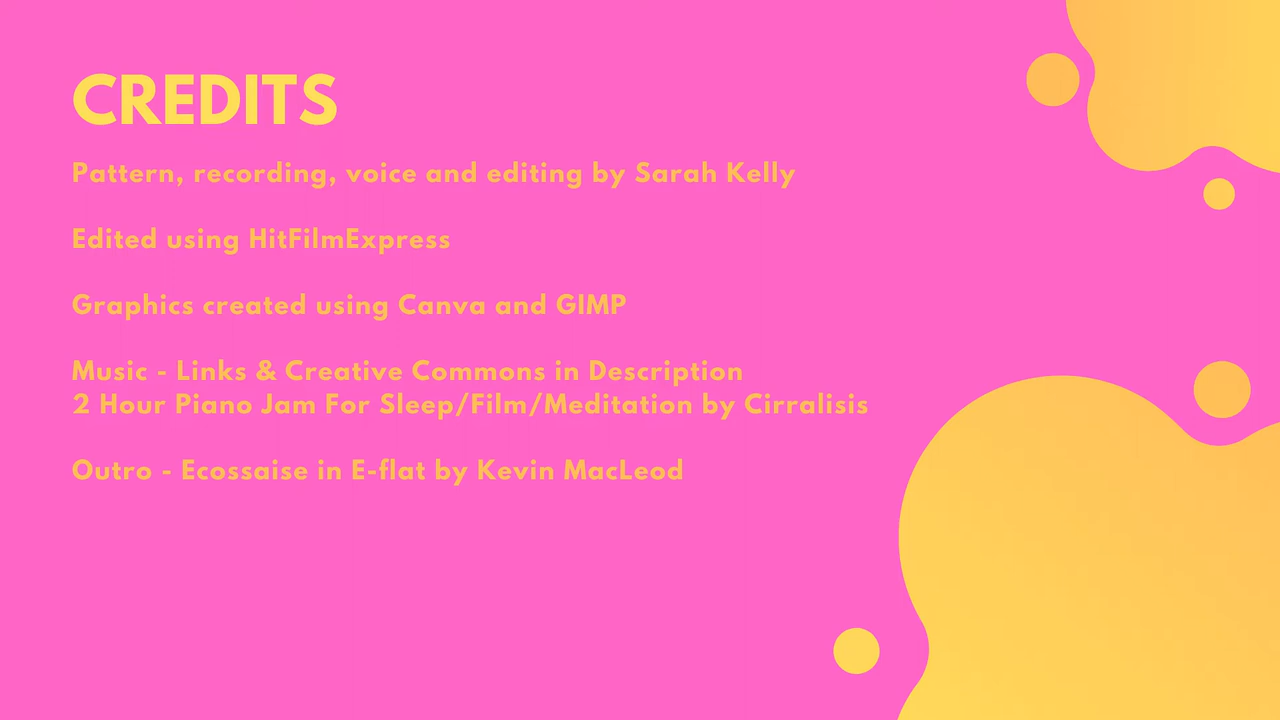 CREDITS
Pattern, recording, voice and editing by Sarah Kelly
Edited using HitFilmExpress
Graphics created using Canva and GIMP
Music - Links & Creative Commons in Description
2 Hour Piano Jam For Sleep/Film/Meditation by Cirralisis
Outro - Ecossaise in E-flat by Kevin MacLeod